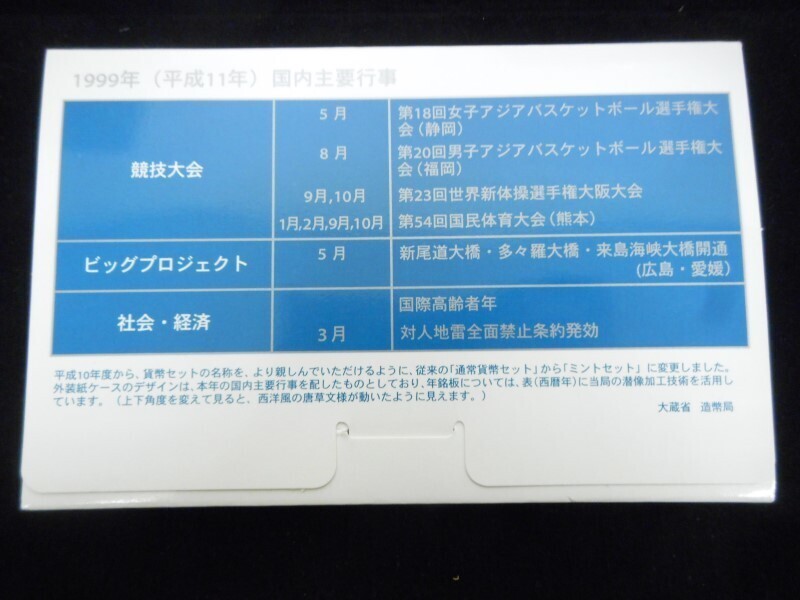 1999年（平成11年）国内主要行事
競技大会
5月
第18回女子アジアバスケットボール選手権大
会（静岡）
8月
第20回男子アジアバスケットボール選手権大
会（福岡）
9月,10月
第23回世界新体操選手権大阪大会
1月,2月,9月,10月
第54回国民体育大会（熊本）
ビッグプロジェクト
5月
新尾道大橋・多々羅大橋・来島海峡大橋開通
（広島・愛媛）
社会・経済
国際高齢者年
3月
対人地雷全面禁止条約発効
平成10年度から、貨幣セットの名称を、より親しんでいただけるように、従来の「通常貨幣セット」から「ミントセット」に変更しました。
外装紙ケースのデザインは、本年の国内主要行事を配したものとしており、年銘板については、表（西暦年）に当局の潜像加工技術を活用し
ています。（上下角度を変えて見ると、西洋風の唐草文様が動いたように見えます。）
大蔵省 造幣局